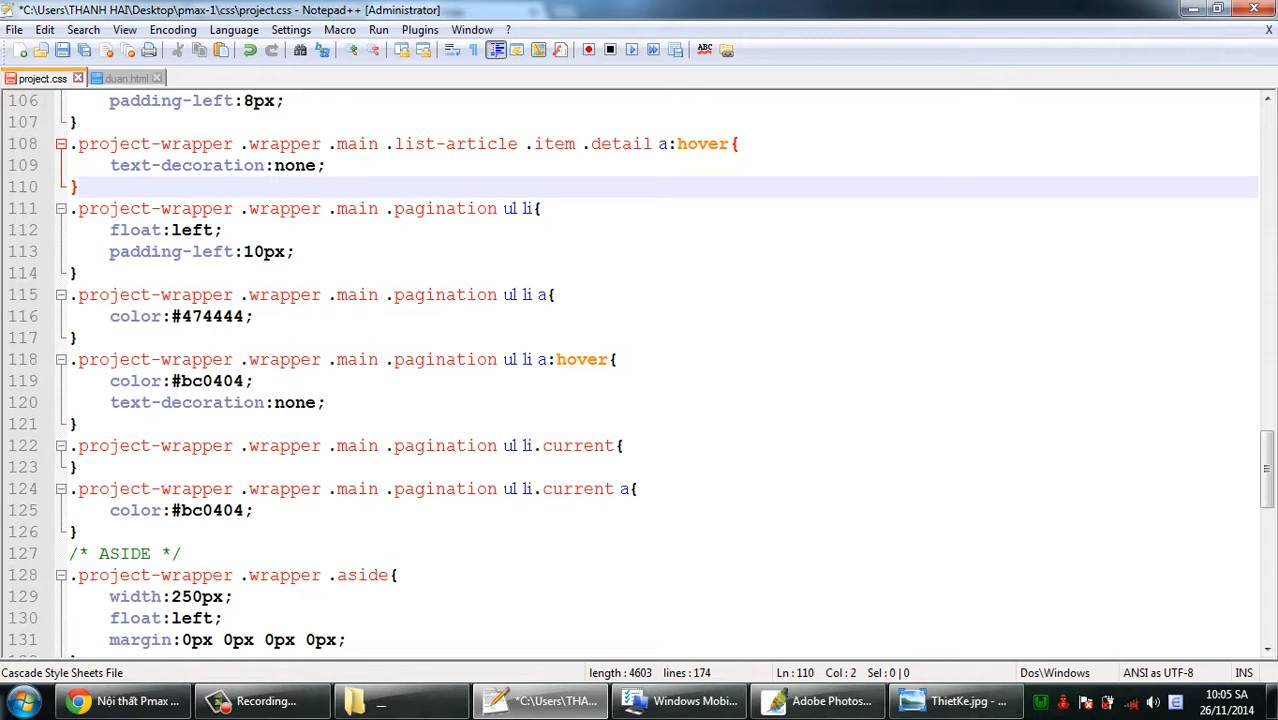 *C:\Users\THANH HAI\Desktop\pmax-1\css\project.css - Notepad++ [Administrator]
File Edit Search View Encoding Language Settings Macro Run Plugins Window ? X
project.css duan.html
106 padding-left:8px;
107 }
108 .project-wrapper .wrapper .main .list-article .item .detail a:hover{
109 text-decoration:none;
110 }
111 .project-wrapper .wrapper .main .pagination ul li{
112 float:left;
113 padding-left:10px;
114 }
115 .project-wrapper .wrapper .main .pagination ul li a{
116 color:#474444;
117 }
118 .project-wrapper .wrapper .main .pagination ul li a:hover{
119 color:#bc0404;
120 text-decoration:none;
121 }
122 .project-wrapper .wrapper .main .pagination ul li.current{
123 }
124 .project-wrapper .wrapper .main .pagination ul li.current a{
125 color:#bc0404;
126 }
127 /* ASIDE */
128 .project-wrapper .wrapper .aside{
129 width:250px;
130 float:left;
131 margin:0px 0px 0px 0px;
Cascade Style Sheets File length : 4603 lines : 174 Ln : 110 Col : 2 Sel : 0 | 0 Dos\Windows ANSI as UTF-8 INS
Nội thất Pmax ... Recording... _ *C:\Users\THA... Windows Mobi... Adobe Photos... ThietKe.jpg - ... 10:05 SA
26/11/2014